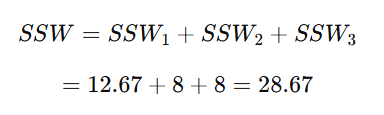 SSW = SSW₁ + SSW₂ + SSW₃
= 12.67 + 8 + 8 = 28.67